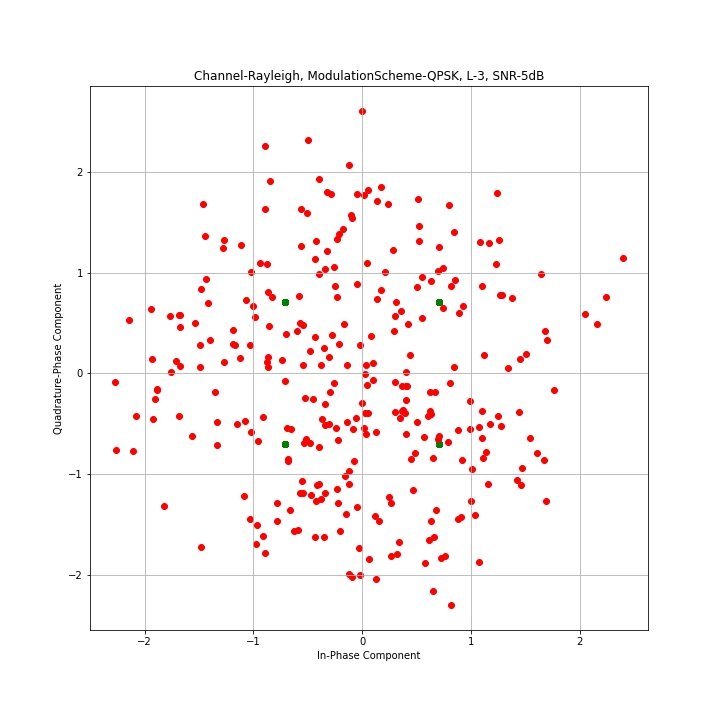 Channel-Rayleigh, ModulationScheme-QPSK, L-3, SNR-5dB
Quadrature-Phase Component
2
1
0
−1
−2
−2 −1 0 1 2
In-Phase Component